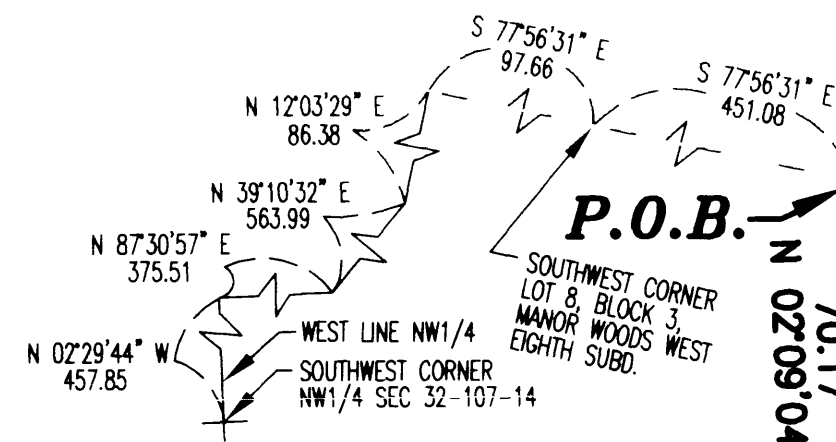 S 77°56'31" E
97.66
S 77°56'31" E
451.08
N 12°03'29" E
86.38
N 39°10'32" E
563.99
P.O.B.
N 87°30'57" E
375.51
SOUTHWEST CORNER
LOT 8, BLOCK 3,
MANOR WOODS WEST
EIGHTH SUBD.
N 02°29'44" W
457.85
WEST LINE NW1/4
SOUTHWEST CORNER
NW1/4 SEC 32-107-14
70.17
N 02°09'04